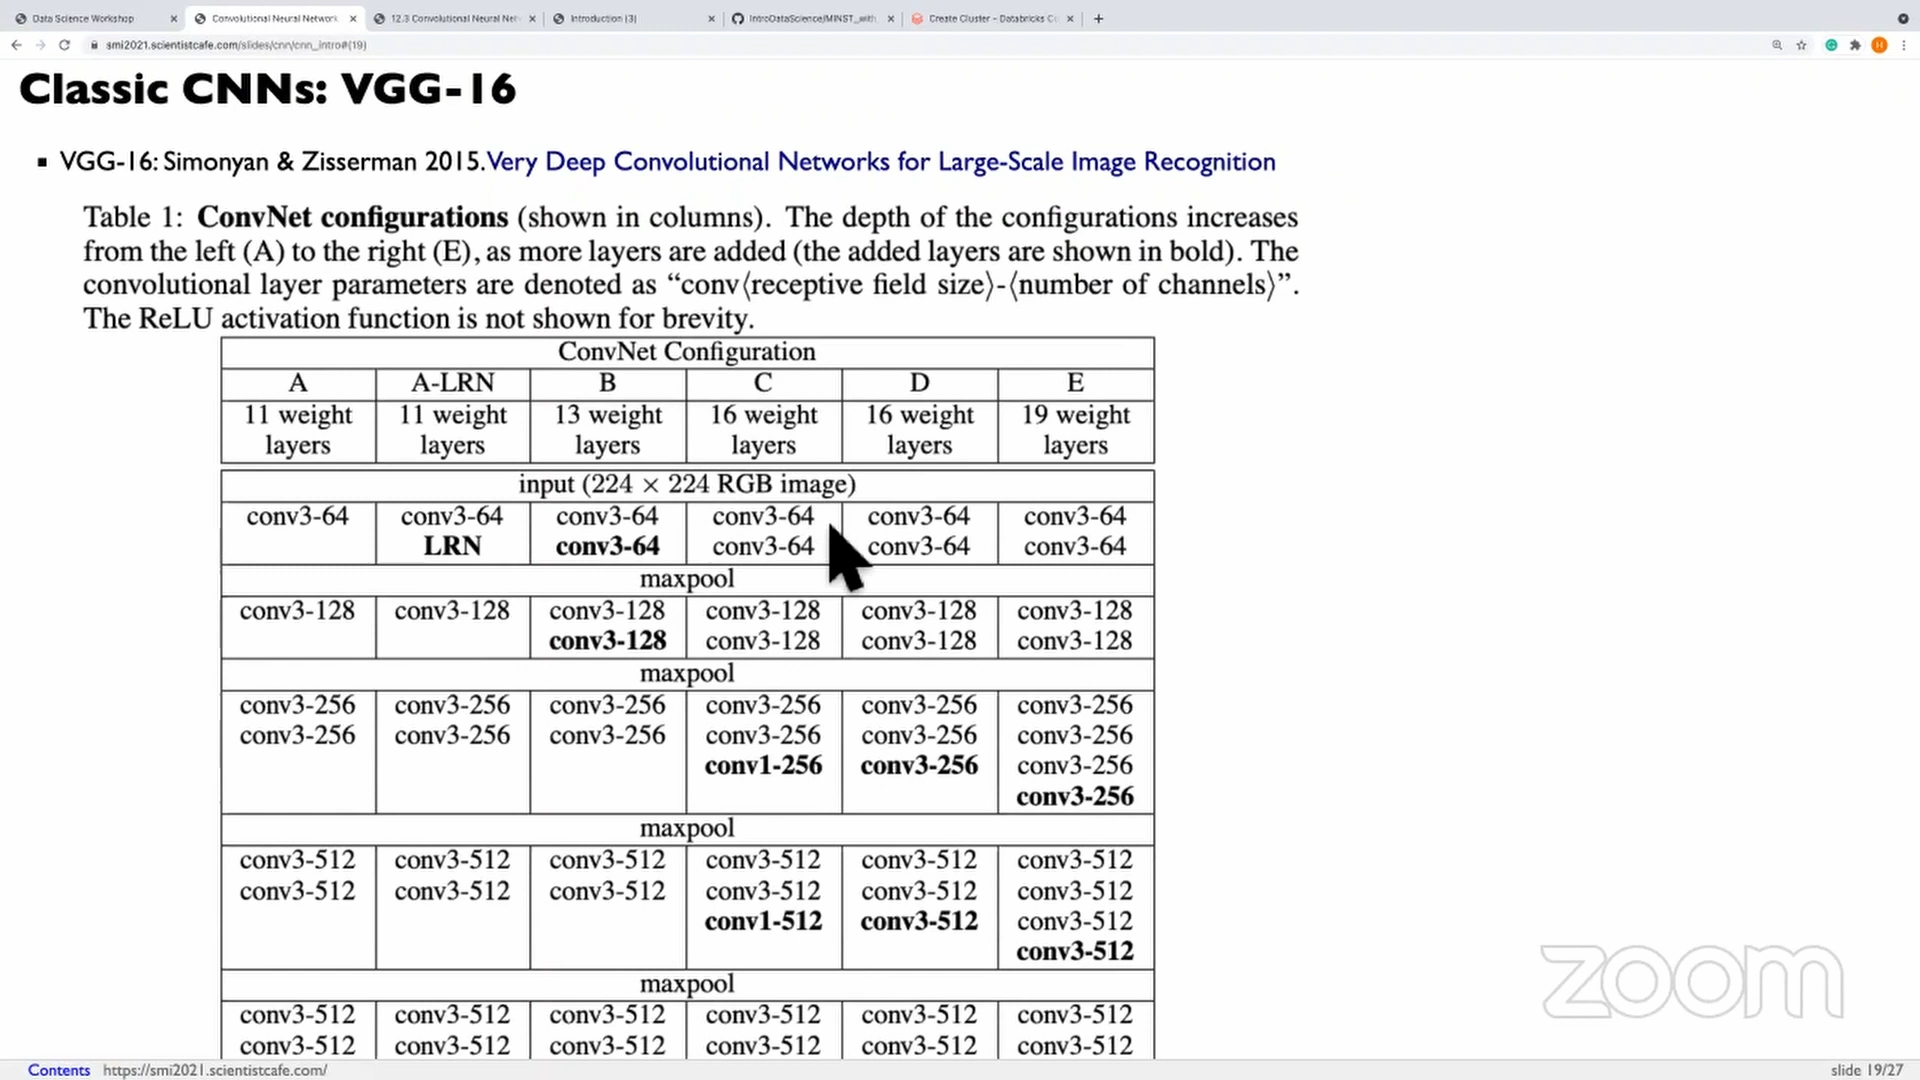 Data Science Workshop
Convolutional Neural Network
12.3 Convolutional Neural Net
Introduction (3)
IntroDataScience/MINST_with
Create Cluster - Databricks C
smi2021.scientistcafe.com/slides/cnn/cnn_intro#(19)
H
Classic CNNs: VGG-16
▪ VGG-16: Simonyan & Zisserman 2015.Very Deep Convolutional Networks for Large-Scale Image Recognition
Table 1: ConvNet configurations (shown in columns). The depth of the configurations increases
from the left (A) to the right (E), as more layers are added (the added layers are shown in bold). The
convolutional layer parameters are denoted as “conv⟨receptive field size⟩-⟨number of channels⟩”.
The ReLU activation function is not shown for brevity.
ConvNet Configuration
A A-LRN B C D E
11 weight 11 weight 13 weight 16 weight 16 weight 19 weight
layers layers layers layers layers layers
input (224 × 224 RGB image)
conv3-64 conv3-64 conv3-64 conv3-64 conv3-64 conv3-64
LRN conv3-64 conv3-64 conv3-64 conv3-64
maxpool
conv3-128 conv3-128 conv3-128 conv3-128 conv3-128 conv3-128
conv3-128 conv3-128 conv3-128 conv3-128
maxpool
conv3-256 conv3-256 conv3-256 conv3-256 conv3-256 conv3-256
conv3-256 conv3-256 conv3-256 conv3-256 conv3-256 conv3-256
conv1-256 conv3-256 conv3-256
conv3-256
maxpool
conv3-512 conv3-512 conv3-512 conv3-512 conv3-512 conv3-512
conv3-512 conv3-512 conv3-512 conv3-512 conv3-512 conv3-512
conv1-512 conv3-512 conv3-512
conv3-512
maxpool
conv3-512 conv3-512 conv3-512 conv3-512 conv3-512 conv3-512
conv3-512 conv3-512 conv3-512 conv3-512 conv3-512 conv3-512
zoom
Contents https://smi2021.scientistcafe.com/
slide 19/27